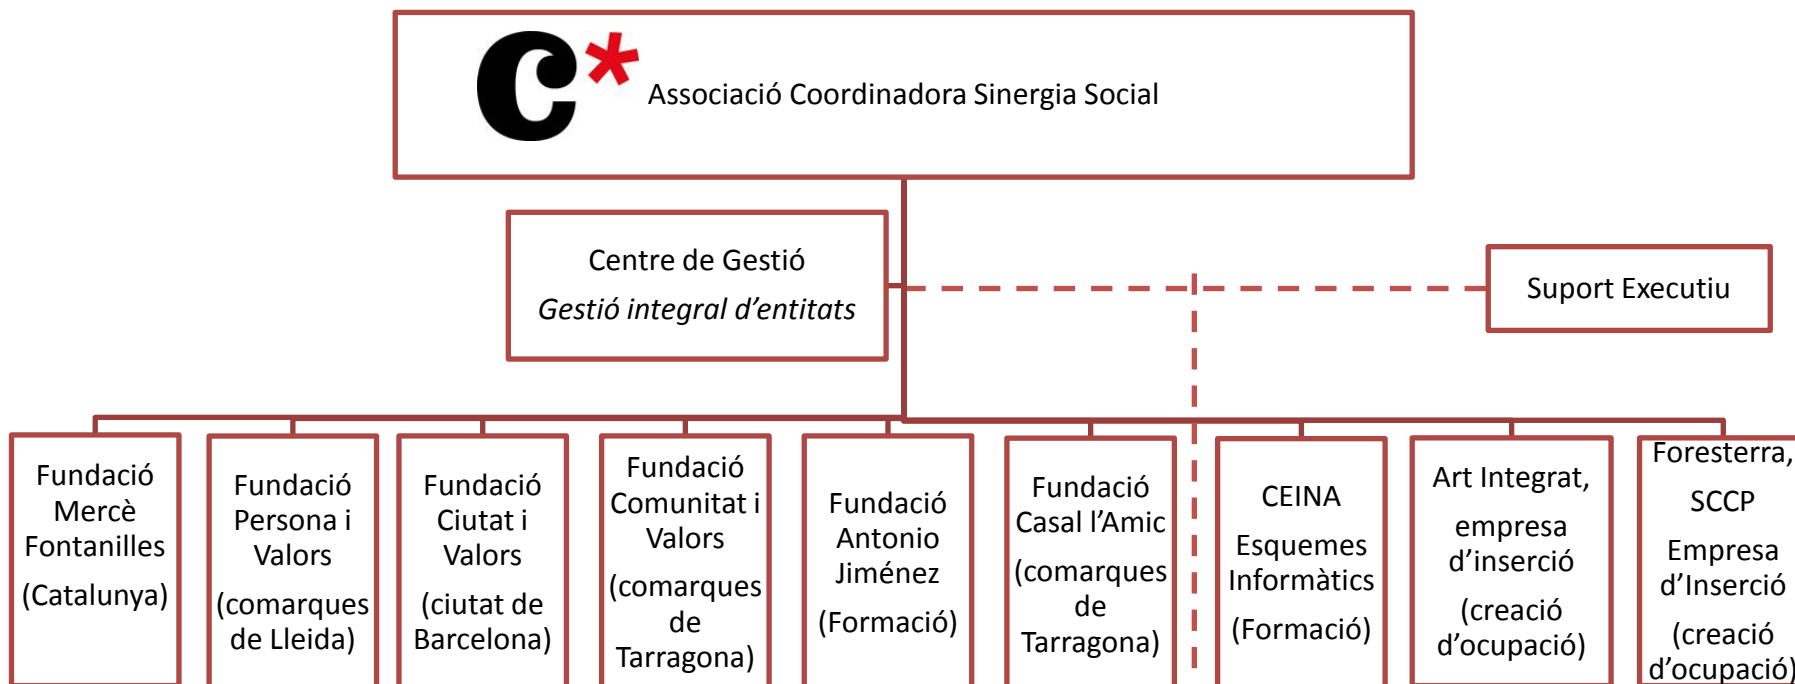 C*
Associació Coordinadora Sinergia Social
Centre de Gestió
Gestió integral d’entitats
Suport Executiu
Fundació
Mercè
Fontanilles
(Catalunya)
Fundació
Persona i
Valors
(comarques
de Lleida)
Fundació
Ciutat i
Valors
(ciutat de
Barcelona)
Fundació
Comunitat i
Valors
(comarques
de
Tarragona)
Fundació
Antonio
Jiménez
(Formació)
Fundació
Casal l’Amic
(comarques
de
Tarragona)
CEINA
Esquemes
Informàtics
(Formació)
Art Integrat,
empresa
d’inserció
(creació
d’ocupació)
Foresterra,
SCCP
Empresa
d’Inserció
(creació
d’ocupació)